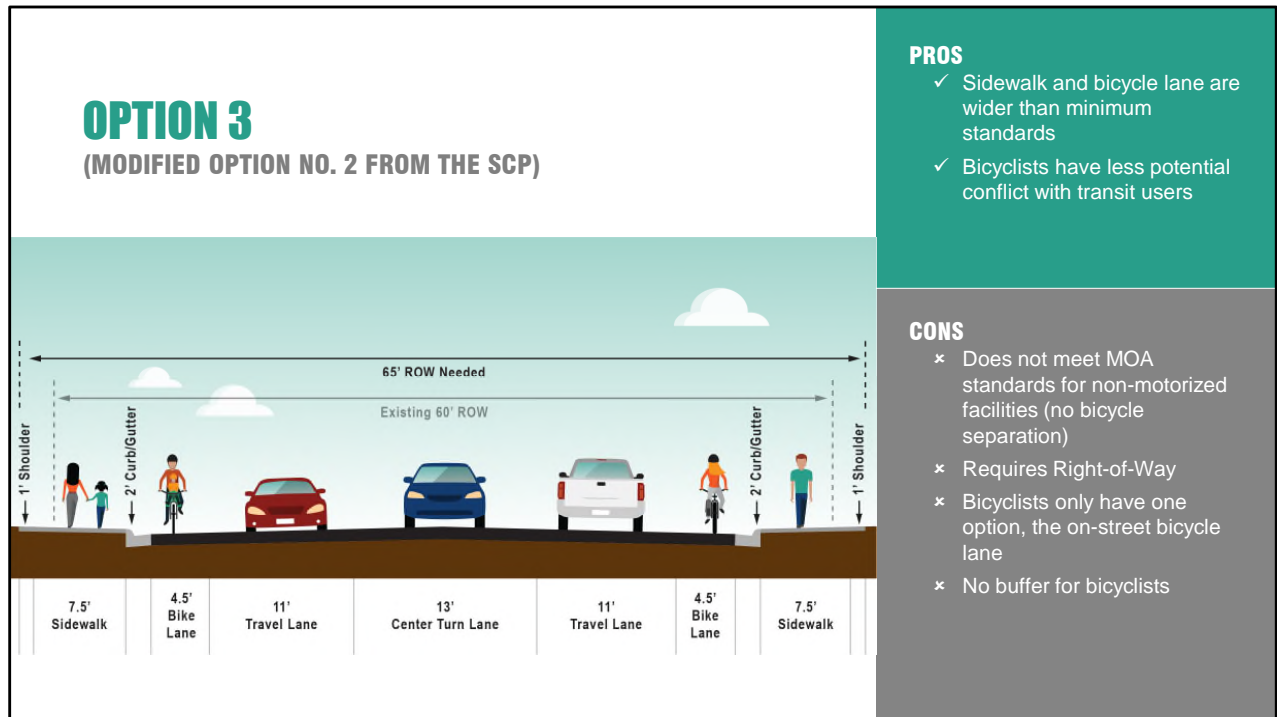 OPTION 3
(MODIFIED OPTION NO. 2 FROM THE SCP)
65' ROW Needed
Existing 60' ROW
1' Shoulder
2' Curb/Gutter
2' Curb/Gutter
1' Shoulder
7.5'
Sidewalk
4.5'
Bike
Lane
11'
Travel Lane
13'
Center Turn Lane
11'
Travel Lane
4.5'
Bike
Lane
7.5'
Sidewalk
PROS
✓ Sidewalk and bicycle lane are
wider than minimum
standards
✓ Bicyclists have less potential
conflict with transit users
CONS
× Does not meet MOA
standards for non-motorized
facilities (no bicycle
separation)
× Requires Right-of-Way
× Bicyclists only have one
option, the on-street bicycle
lane
× No buffer for bicyclists